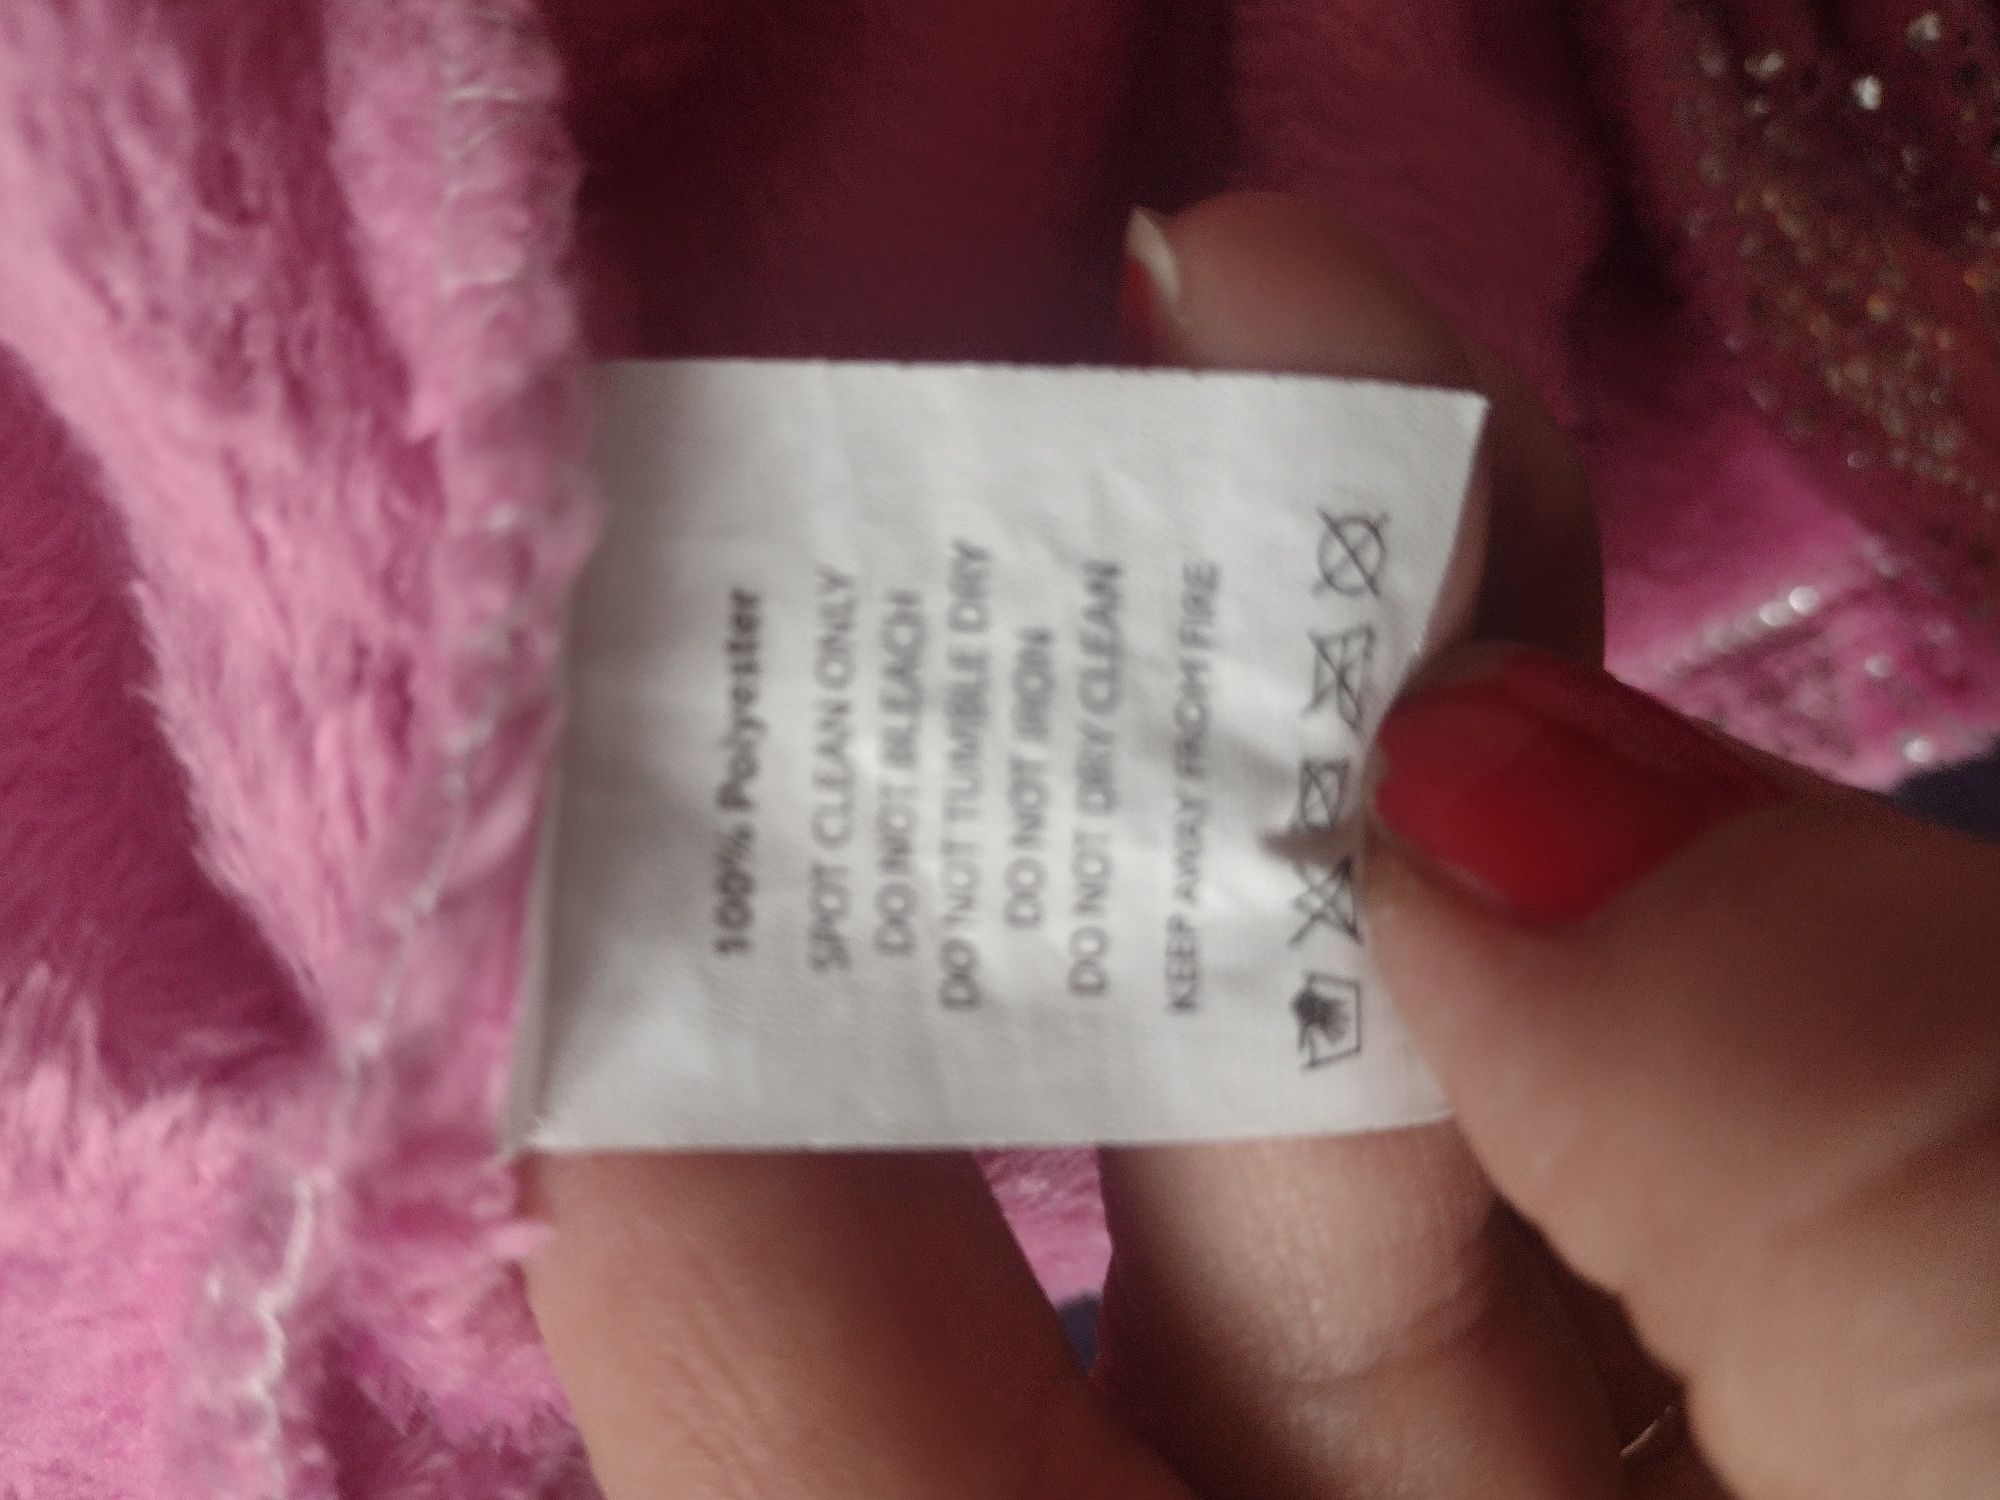 100% Polyester
SPOT CLEAN ONLY
DO NOT BLEACH
DO NOT TUMBLE DRY
DO NOT IRON
DO NOT DRY CLEAN
KEEP AWAY FROM FIRE